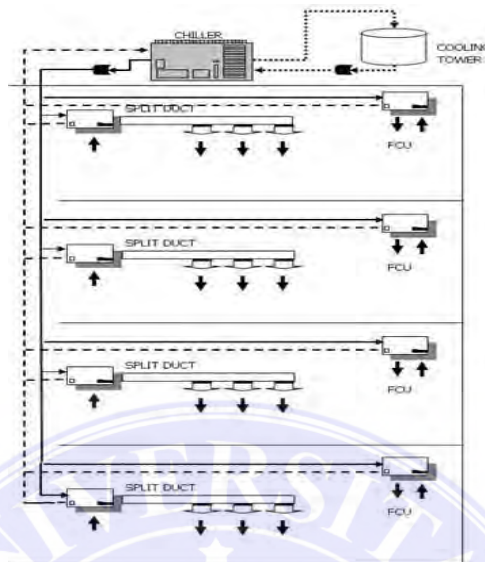 CHILLER
COOLING
TOWER
SPLIT DUCT
FCU
SPLIT DUCT
FCU
SPLIT DUCT
FCU
SPLIT DUCT
FCU